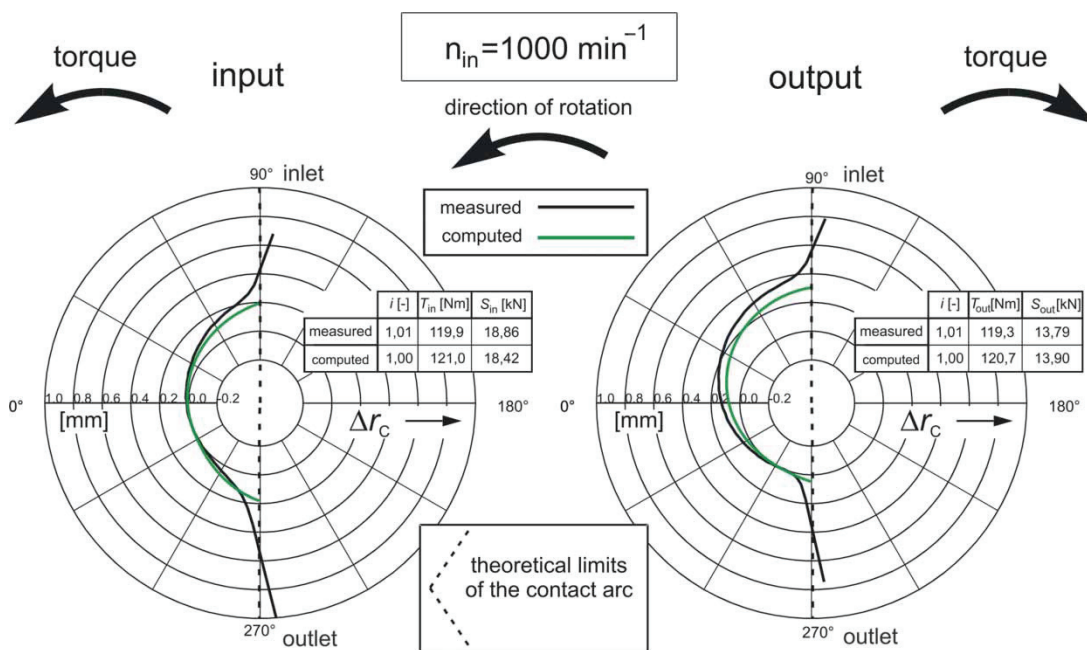 n_in=1000 min⁻¹
torque
input
output
torque
direction of rotation
90° inlet
measured
computed
i [-] T_in [Nm] S_in [kN]
measured 1,01 119,9 18,86
computed 1,00 121,0 18,42
0°
1.0 0.8 0.6 0.4 0.2 0.0 -0.2
[mm]
Δr_C
180°
270°
outlet
90°
inlet
i [-] T_out[Nm] S_out [kN]
measured 1,01 119,3 13,79
computed 1,00 120,7 13,90
0°
1.0 0.8 0.6 0.4 0.2 0.0 -0.2
[mm]
Δr_C
180°
270°
outlet
theoretical limits
of the contact arc